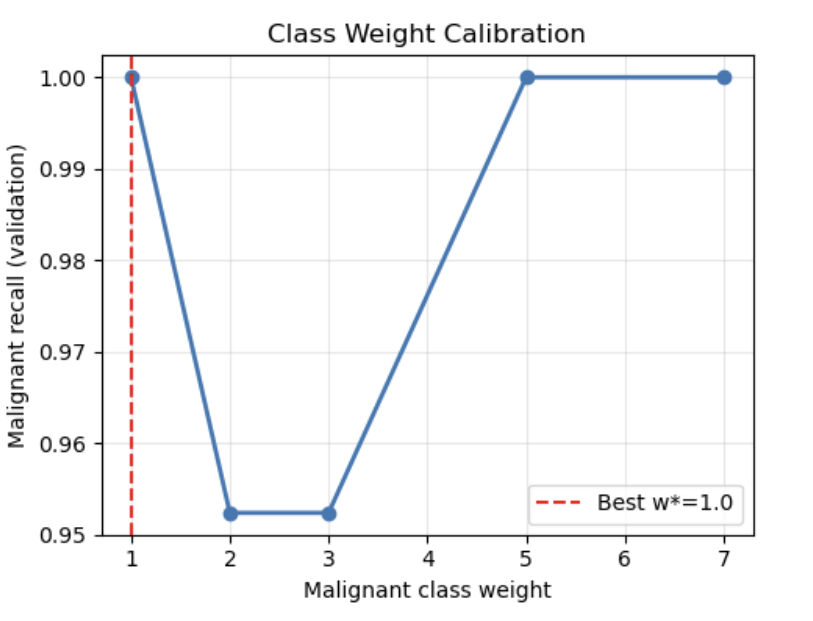 Class Weight Calibration
1.00
0.99
0.98
0.97
0.96
0.95
Malignant recall (validation)
Best w*=1.0
1 2 3 4 5 6 7
Malignant class weight